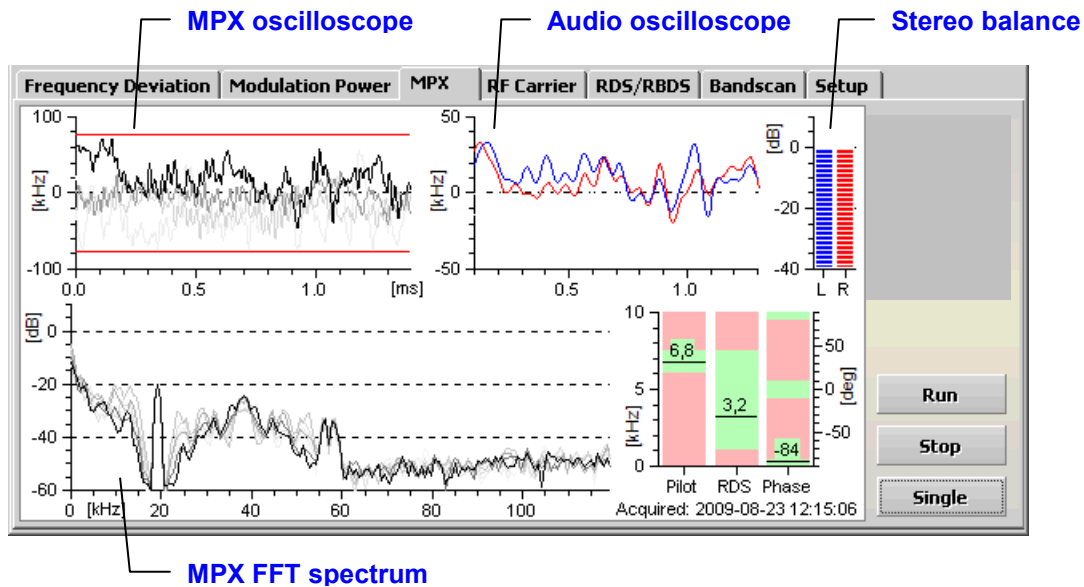 MPX oscilloscope
Audio oscilloscope
Stereo balance
Frequency Deviation
Modulation Power
MPX
RF Carrier
RDS/RBDS
Bandscan
Setup
100
0
-100
[kHz]
0.0
0.5
1.0
[ms]
50
0
-50
[kHz]
0.5
1.0
[dB]
0
-20
-40
L R
[dB]
0
-20
-40
-60
0
[kHz]
20
40
60
80
100
10
5
0
[kHz]
6,8
3,2
-84
50
0
-50
[deg]
Pilot
RDS
Phase
Acquired: 2009-08-23 12:15:06
Run
Stop
Single
MPX FFT spectrum